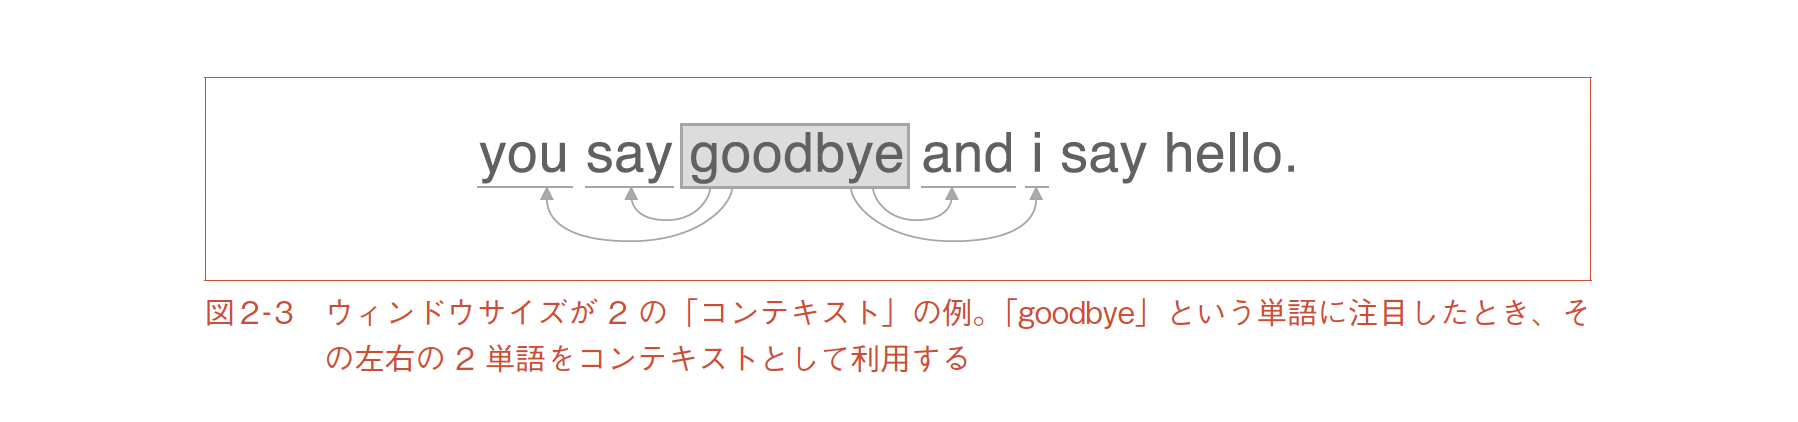 you say goodbye and i say hello.
図2-3　ウィンドウサイズが 2 の「コンテキスト」の例。「goodbye」という単語に注目したとき、そ
の左右の 2 単語をコンテキストとして利用する